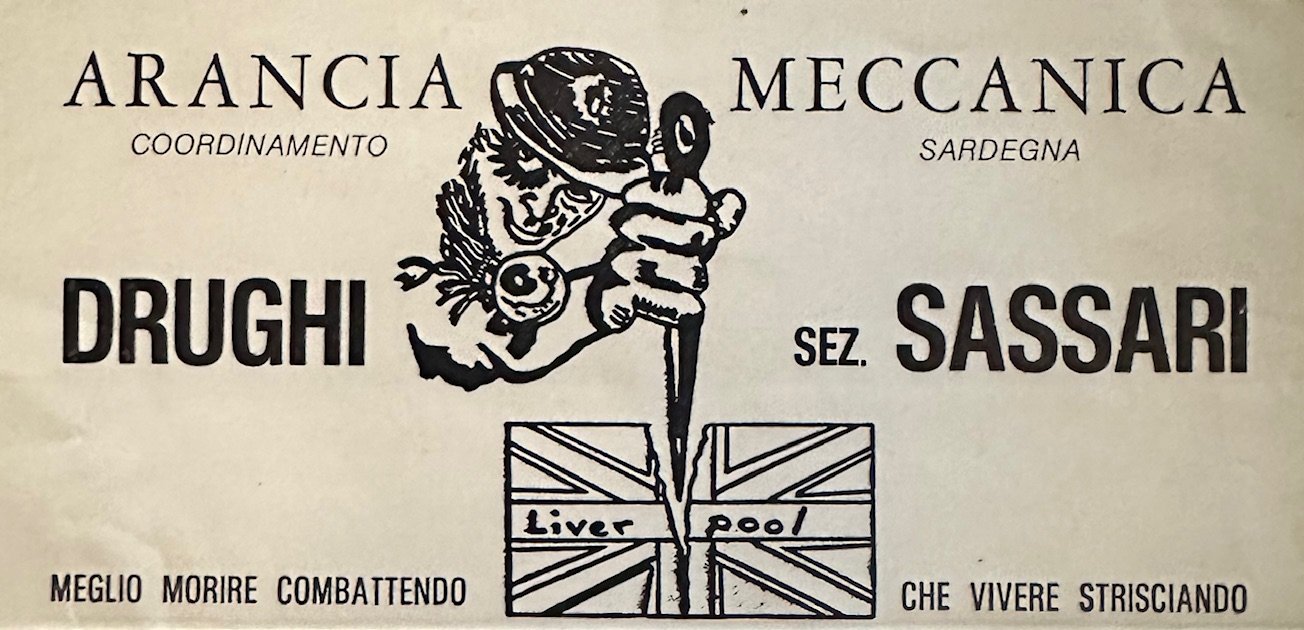 ARANCIA MECCANICA
COORDINAMENTO SARDEGNA
DRUGHI SEZ. SASSARI
Liver pool
MEGLIO MORIRE COMBATTENDO CHE VIVERE STRISCIANDO